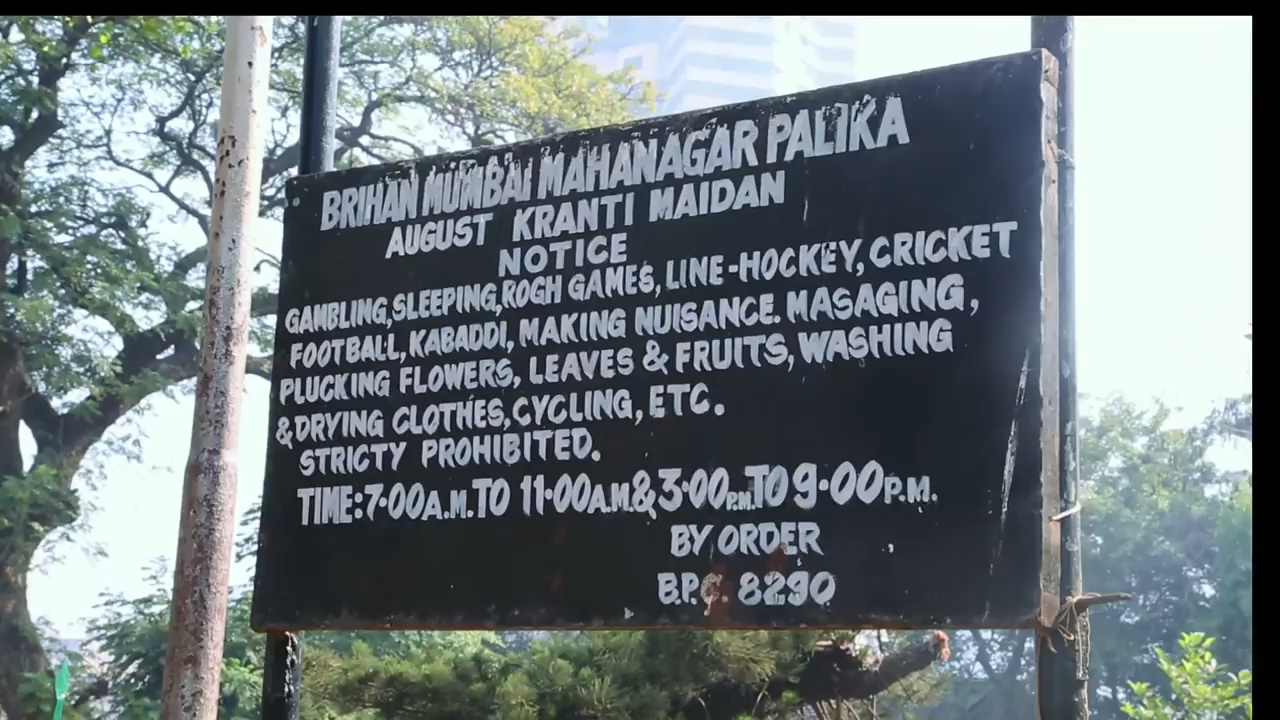 BRIHAN MUMBAI MAHANAGAR PALIKA
AUGUST KRANTI MAIDAN
NOTICE
GAMBLING, SLEEPING, ROGH GAMES, LINE-HOCKEY, CRICKET
FOOTBALL, KABADDI, MAKING NUISANCE. MASAGING,
PLUCKING FLOWERS, LEAVES & FRUITS, WASHING
& DRYING CLOTHES, CYCLING, ETC.
STRICTY PROHIBITED.
TIME: 7·00 A.M. TO 11·00 A.M. & 3·00 P.M. TO 9·00 P.M.
BY ORDER
B.P.C. 8290